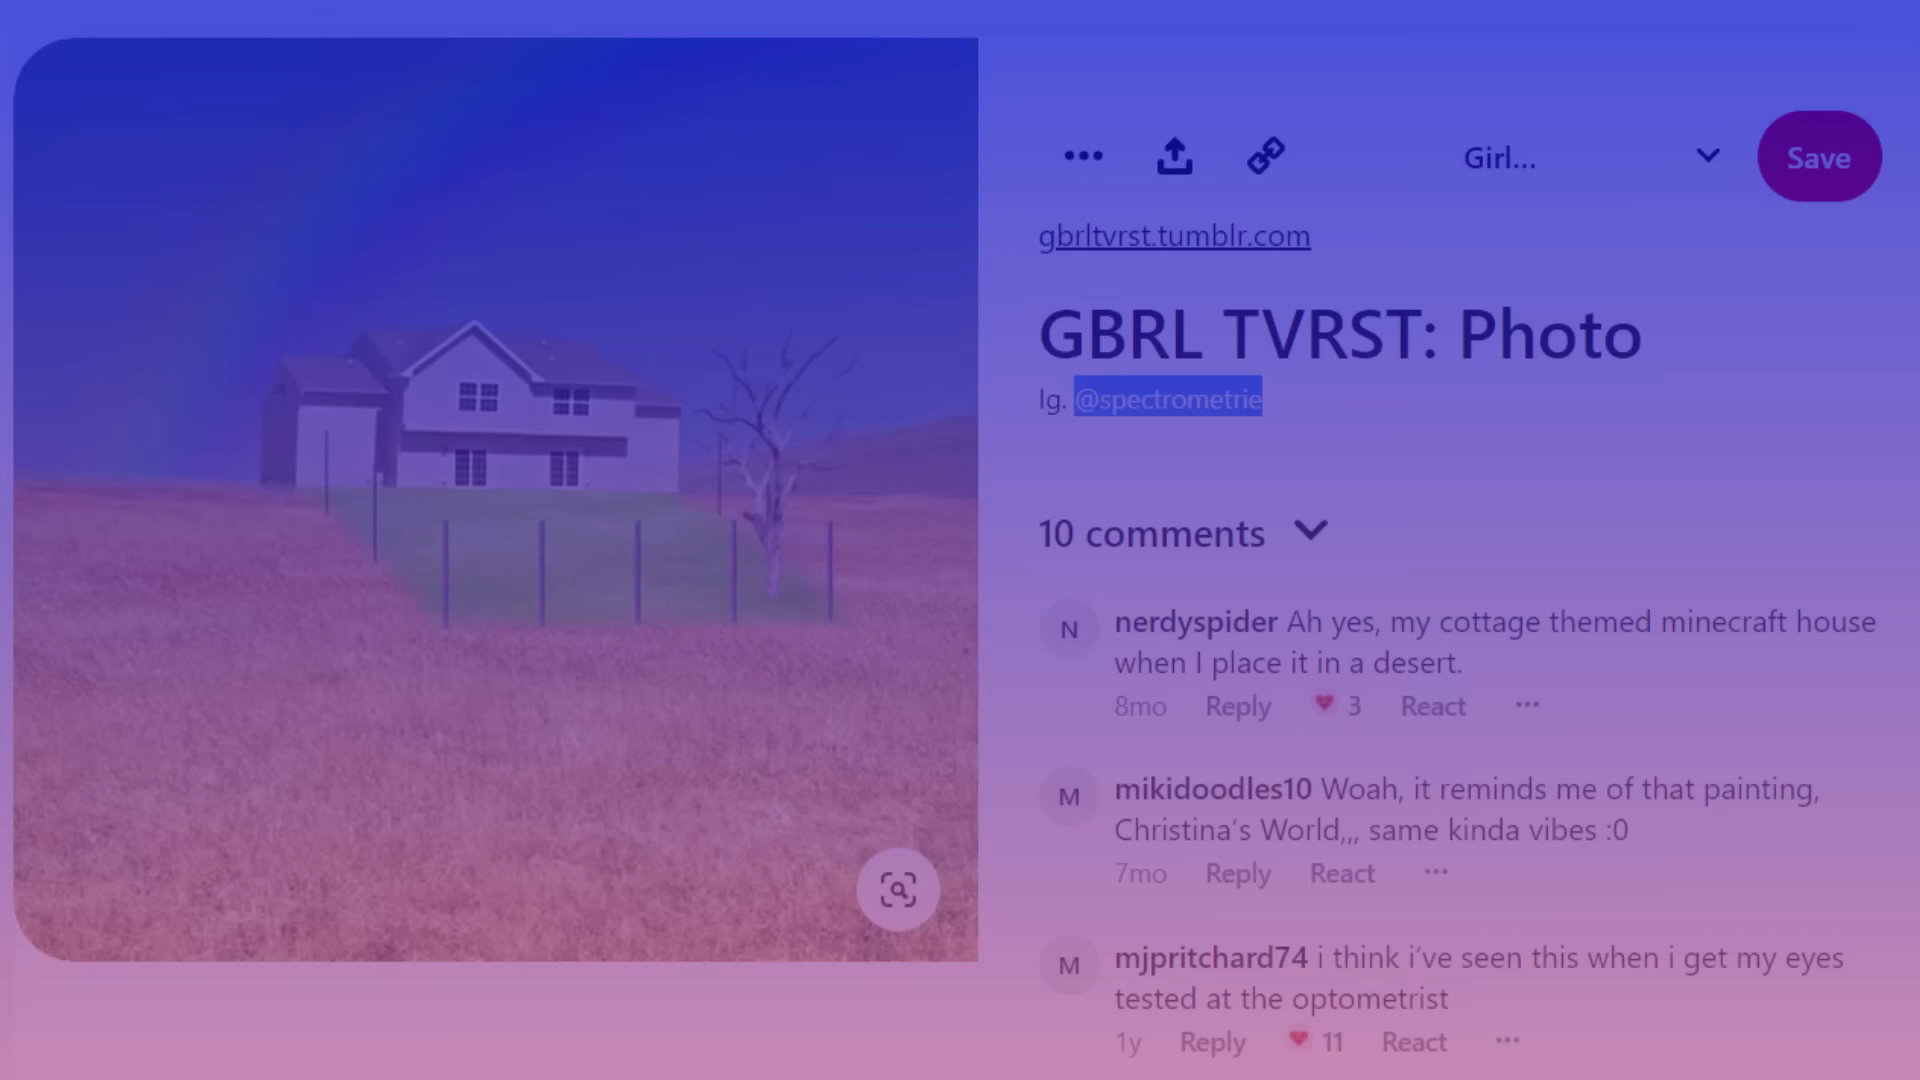 Girl...
Save
gbrltvrst.tumblr.com
GBRL TVRST: Photo
Ig. @spectrometrie
10 comments
N
nerdyspider Ah yes, my cottage themed minecraft house
when I place it in a desert.
8mo Reply 3 React
M
mikidoodles10 Woah, it reminds me of that painting,
Christina's World,,, same kinda vibes :0
7mo Reply React
M
mjpritchard74 i think i've seen this when i get my eyes
tested at the optometrist
1y Reply 11 React